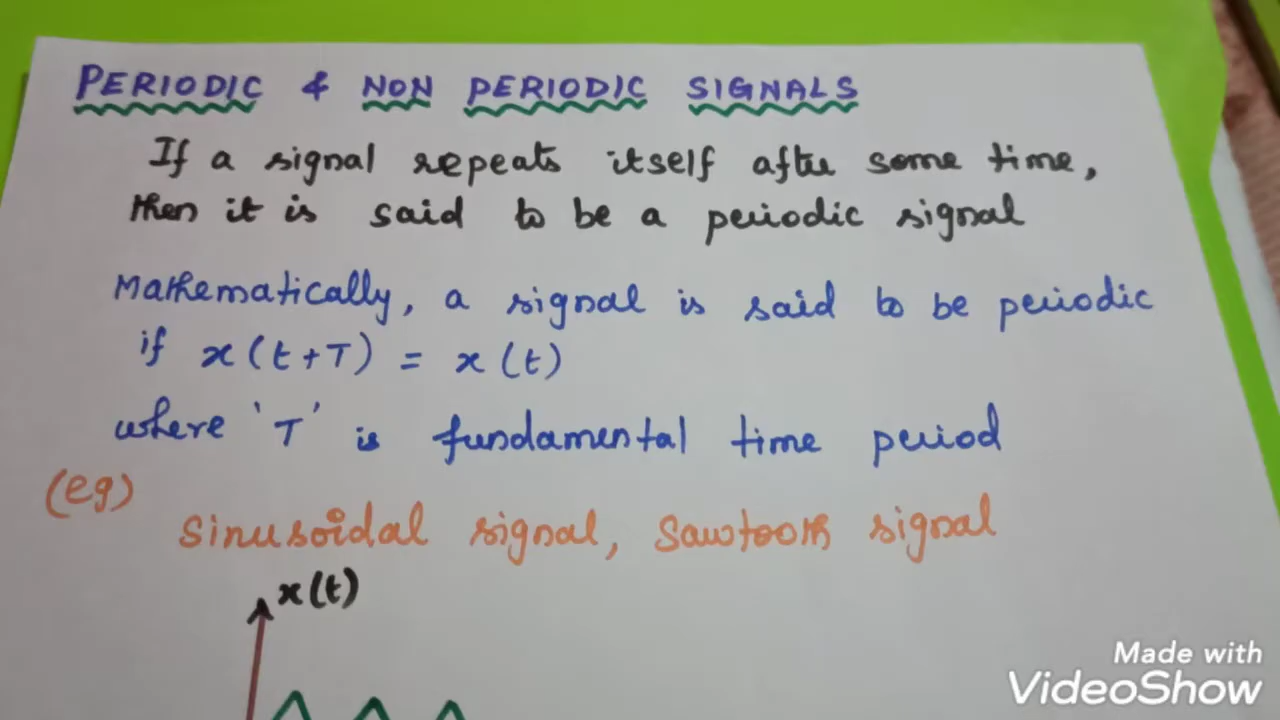 PERIODIC & NON PERIODIC SIGNALS
If a signal repeats itself after some time,
then it is said to be a periodic signal
Mathematically, a signal is said to be periodic
if x(t+T) = x(t)
where 'T' is fundamental time period
(eg)
Sinusoidal signal, Sawtooth signal
x(t)
Made with
VideoShow